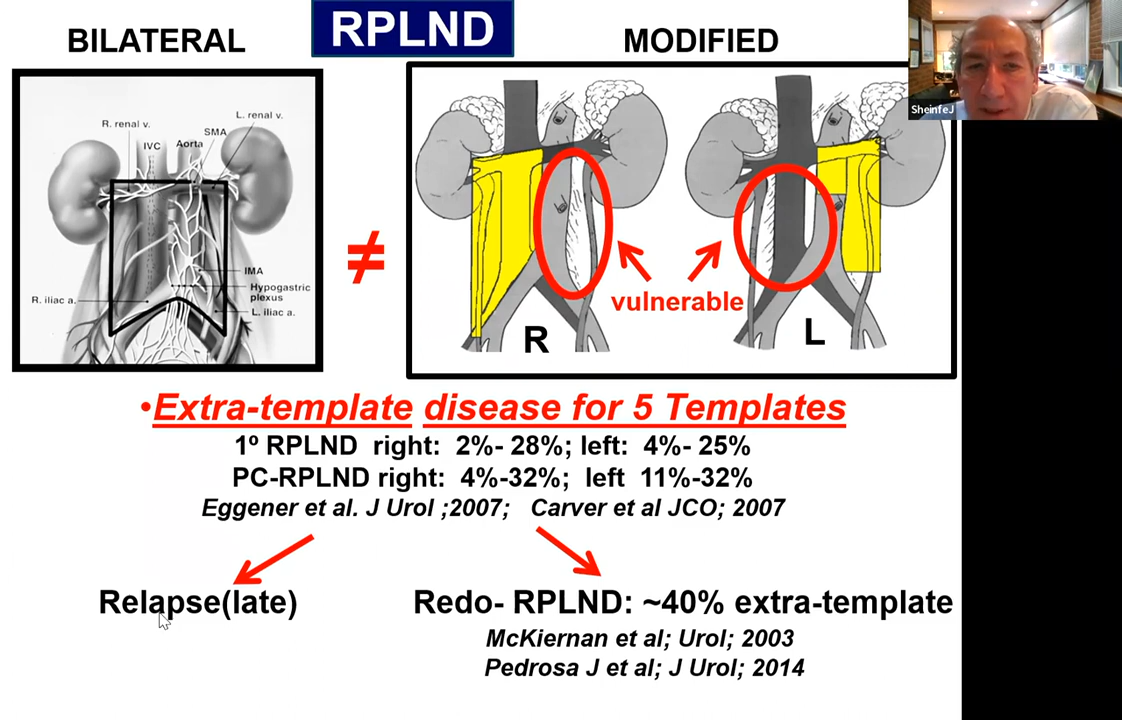 BILATERAL
RPLND
MODIFIED
SheinfeJ
R. renal v.
L. renal v.
SMA
IVC
Aorta
IMA
Hypogastric
plexus
R. iliac a.
L. iliac a.
≠
vulnerable
R
L
•Extra-template disease for 5 Templates
1º RPLND right: 2%- 28%; left: 4%- 25%
PC-RPLND right: 4%-32%; left 11%-32%
Eggener et al. J Urol ;2007; Carver et al JCO; 2007
Relapse(late)
Redo- RPLND: ~40% extra-template
McKiernan et al; Urol; 2003
Pedrosa J et al; J Urol; 2014